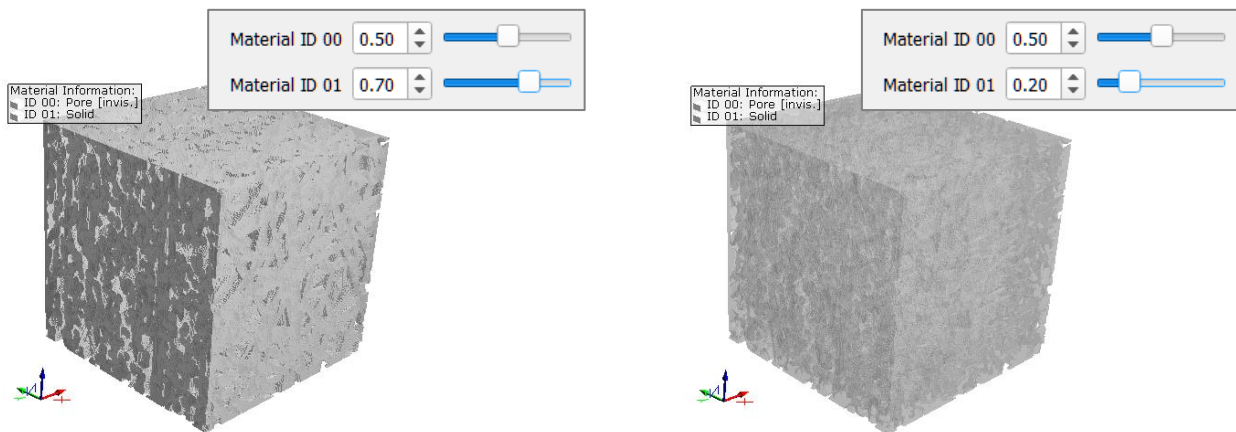 Material ID 00 0.50
Material ID 01 0.70
Material Information:
ID 00: Pore [invis.]
ID 01: Solid
Material ID 00 0.50
Material ID 01 0.20
Material Information:
ID 00: Pore [invis.]
ID 01: Solid